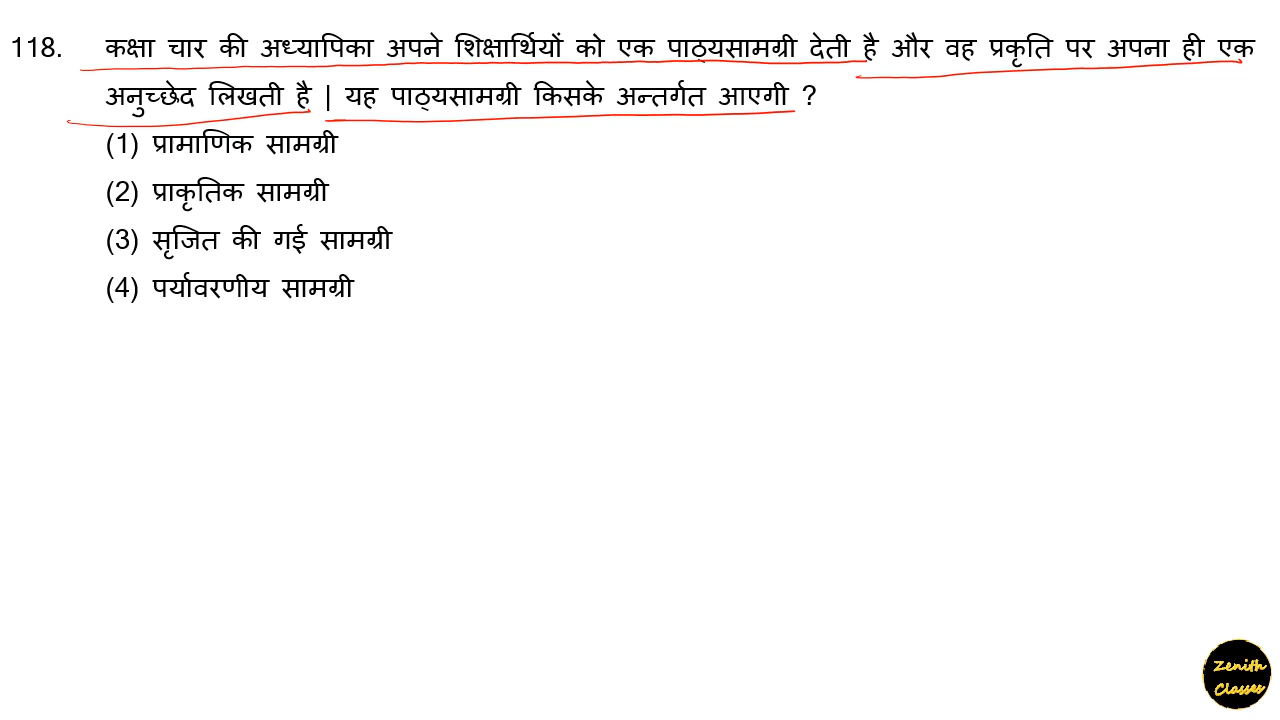 118. कक्षा चार की अध्यापिका अपने शिक्षार्थियों को एक पाठ्यसामग्री देती है और वह प्रकृति पर अपना ही एक
अनुच्छेद लिखती है | यह पाठ्यसामग्री किसके अन्तर्गत आएगी ?
(1) प्रामाणिक सामग्री
(2) प्राकृतिक सामग्री
(3) सृजित की गई सामग्री
(4) पर्यावरणीय सामग्री
Zenith
Classes